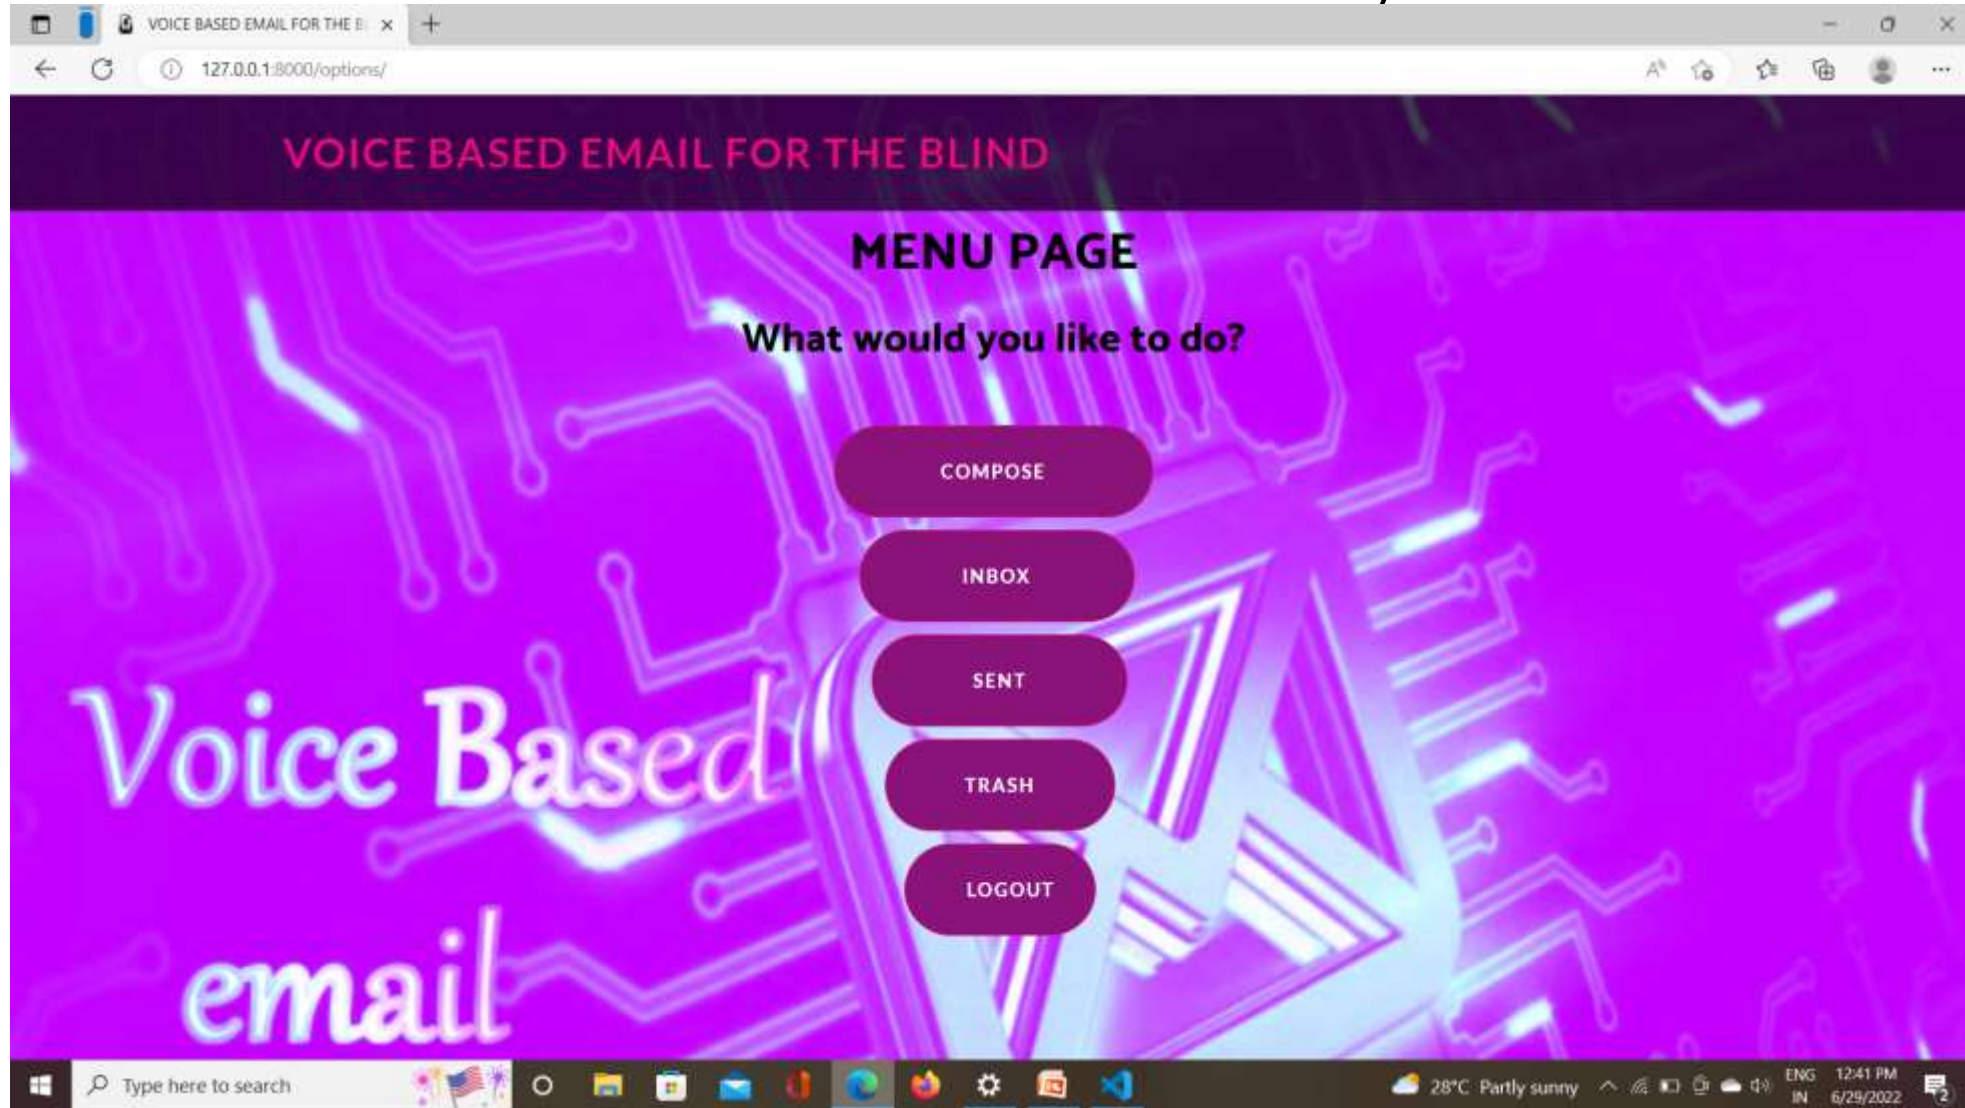 VOICE BASED EMAIL FOR THE B
127.0.0.1:8000/options/
VOICE BASED EMAIL FOR THE BLIND
MENU PAGE
What would you like to do?
COMPOSE
INBOX
SENT
TRASH
LOGOUT
Voice Based
email
Type here to search
28°C Partly sunny
ENG
IN
12:41 PM
6/29/2022
2